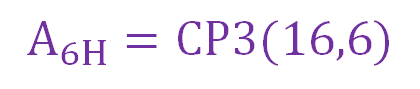 A₆H = CP3(16,6)